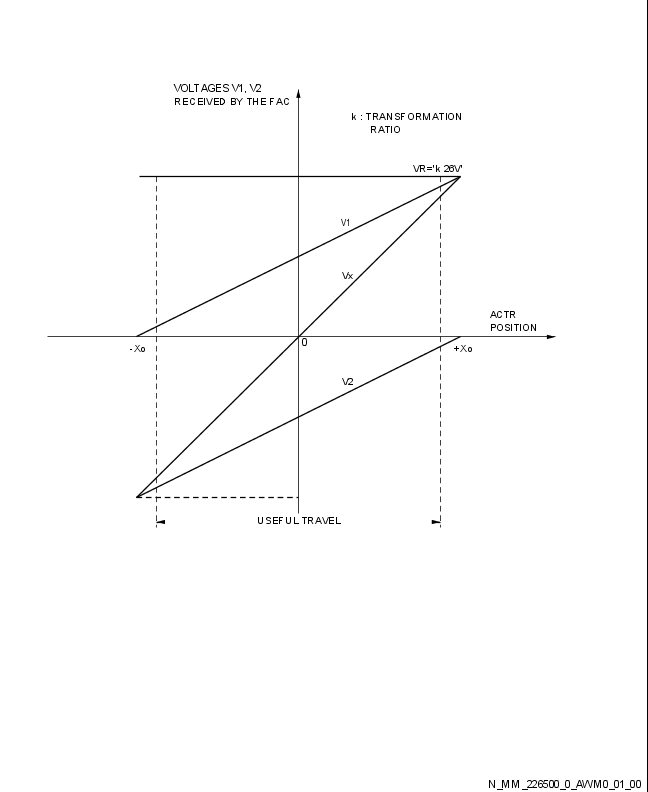 VOLTAGES V1, V2
RECEIVED BY THE FAC
k : TRANSFORMATION
RATIO
VR='k 26V'
V1
Vx
ACTR
POSITION
-Xo
0
+Xo
V2
USEFUL TRAVEL
N_MM_226500_0_AVM0_01_00